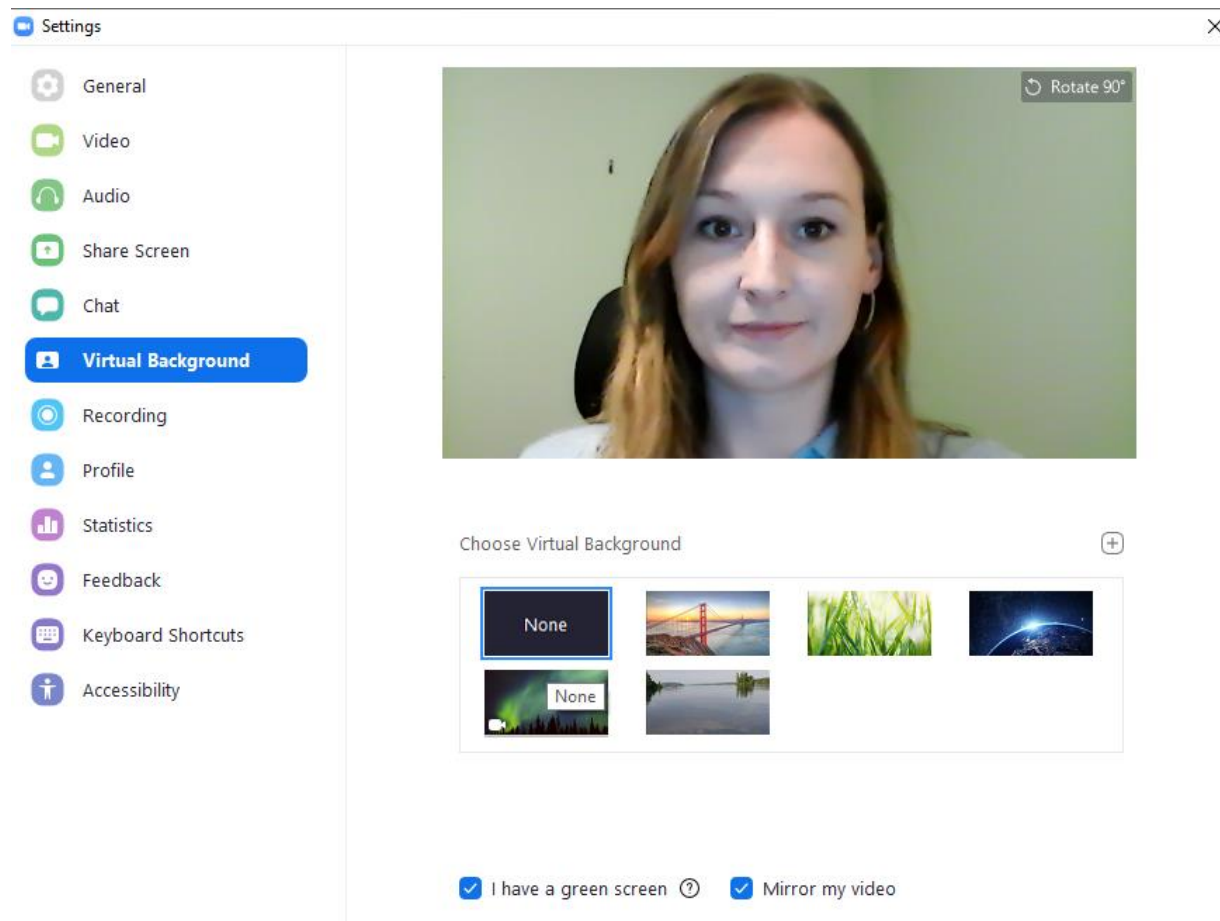 Settings
General
Video
Audio
Share Screen
Chat
Virtual Background
Recording
Profile
Statistics
Feedback
Keyboard Shortcuts
Accessibility
Rotate 90°
Choose Virtual Background
None
None
I have a green screen
Mirror my video